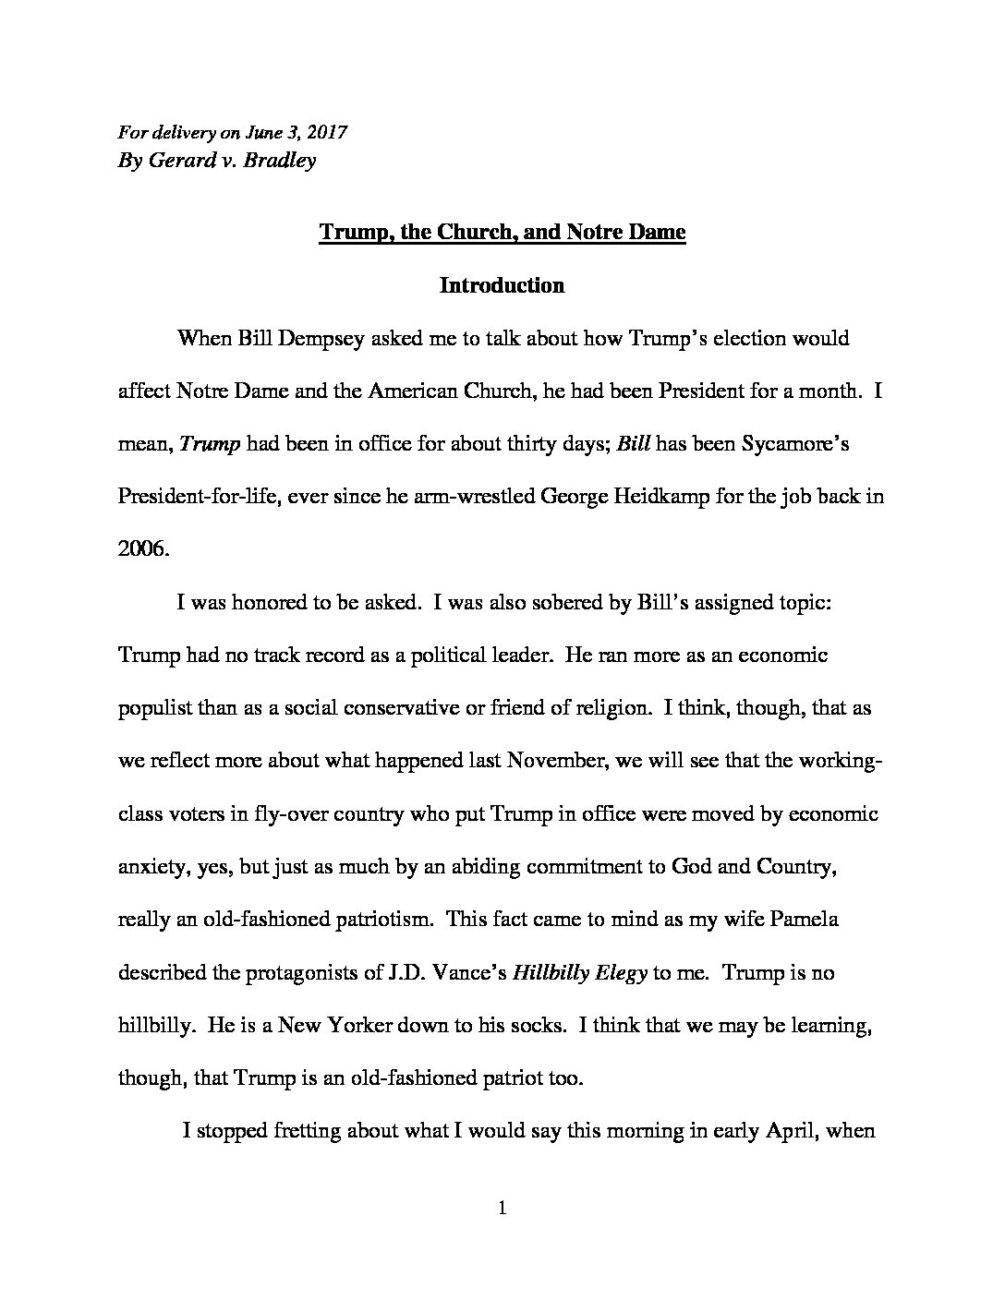 For delivery on June 3, 2017
By Gerard v. Bradley
Trump, the Church, and Notre Dame
Introduction
When Bill Dempsey asked me to talk about how Trump’s election would
affect Notre Dame and the American Church, he had been President for a month.  I
mean, Trump had been in office for about thirty days; Bill has been Sycamore’s
President-for-life, ever since he arm-wrestled George Heidkamp for the job back in
2006.
I was honored to be asked.  I was also sobered by Bill’s assigned topic:
Trump had no track record as a political leader.  He ran more as an economic
populist than as a social conservative or friend of religion.  I think, though, that as
we reflect more about what happened last November, we will see that the working-
class voters in fly-over country who put Trump in office were moved by economic
anxiety, yes, but just as much by an abiding commitment to God and Country,
really an old-fashioned patriotism.  This fact came to mind as my wife Pamela
described the protagonists of J.D. Vance’s Hillbilly Elegy to me.  Trump is no
hillbilly.  He is a New Yorker down to his socks.  I think that we may be learning,
though, that Trump is an old-fashioned patriot too.
I stopped fretting about what I would say this morning in early April, when
1